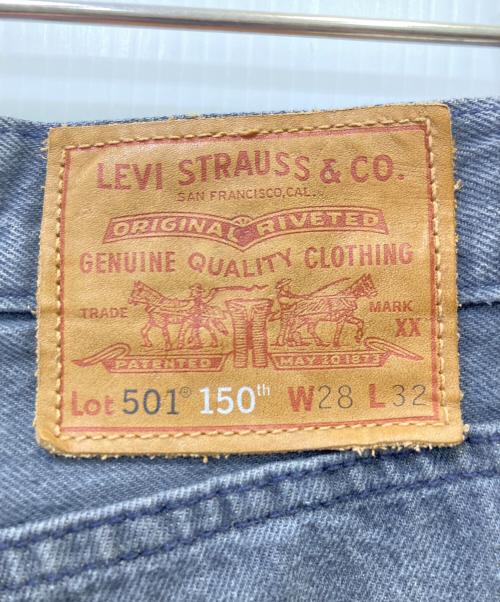 LEVI STRAUSS & CO.
SAN FRANCISCO, CAL.
ORIGINAL RIVETED
GENUINE QUALITY CLOTHING
TRADE MARK
XX
PATENTED MAY 20 1873
Lot 501® 150th W28 L32